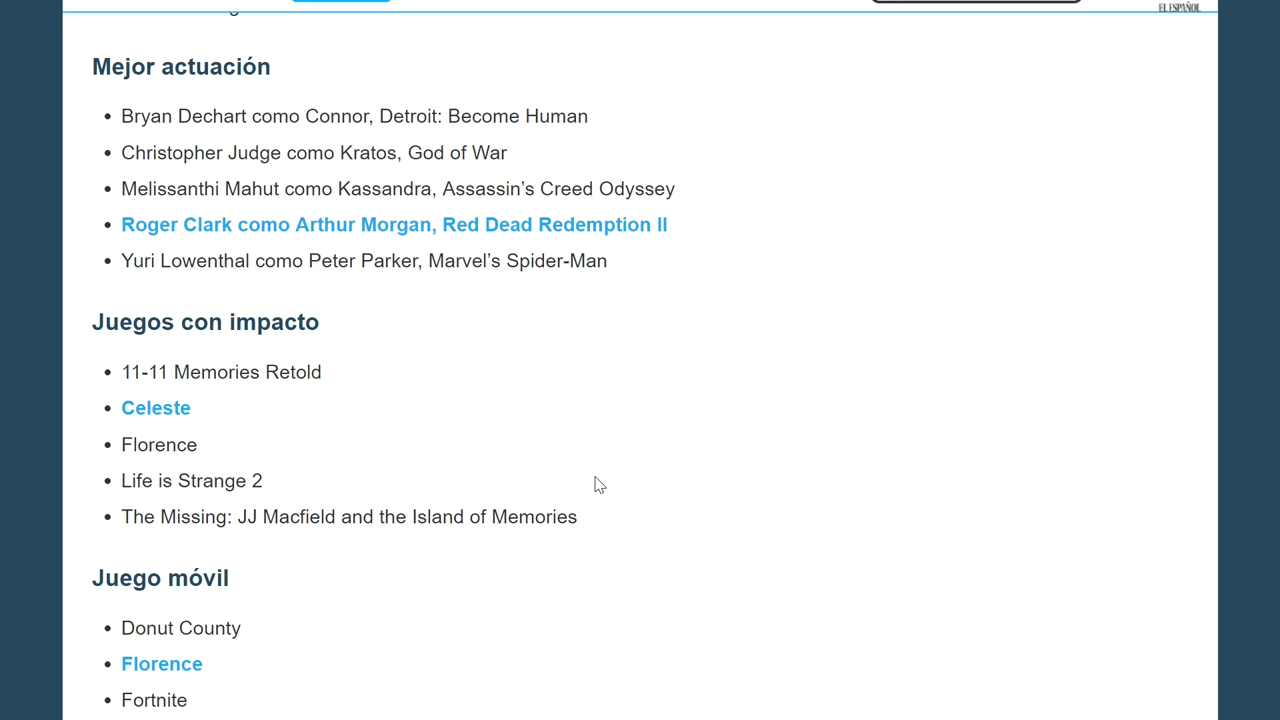 EL ESPAÑOL
Mejor actuación
Bryan Dechart como Connor, Detroit: Become Human
Christopher Judge como Kratos, God of War
Melissanthi Mahut como Kassandra, Assassin’s Creed Odyssey
Roger Clark como Arthur Morgan, Red Dead Redemption II
Yuri Lowenthal como Peter Parker, Marvel’s Spider-Man
Juegos con impacto
11-11 Memories Retold
Celeste
Florence
Life is Strange 2
The Missing: JJ Macfield and the Island of Memories
Juego móvil
Donut County
Florence
Fortnite